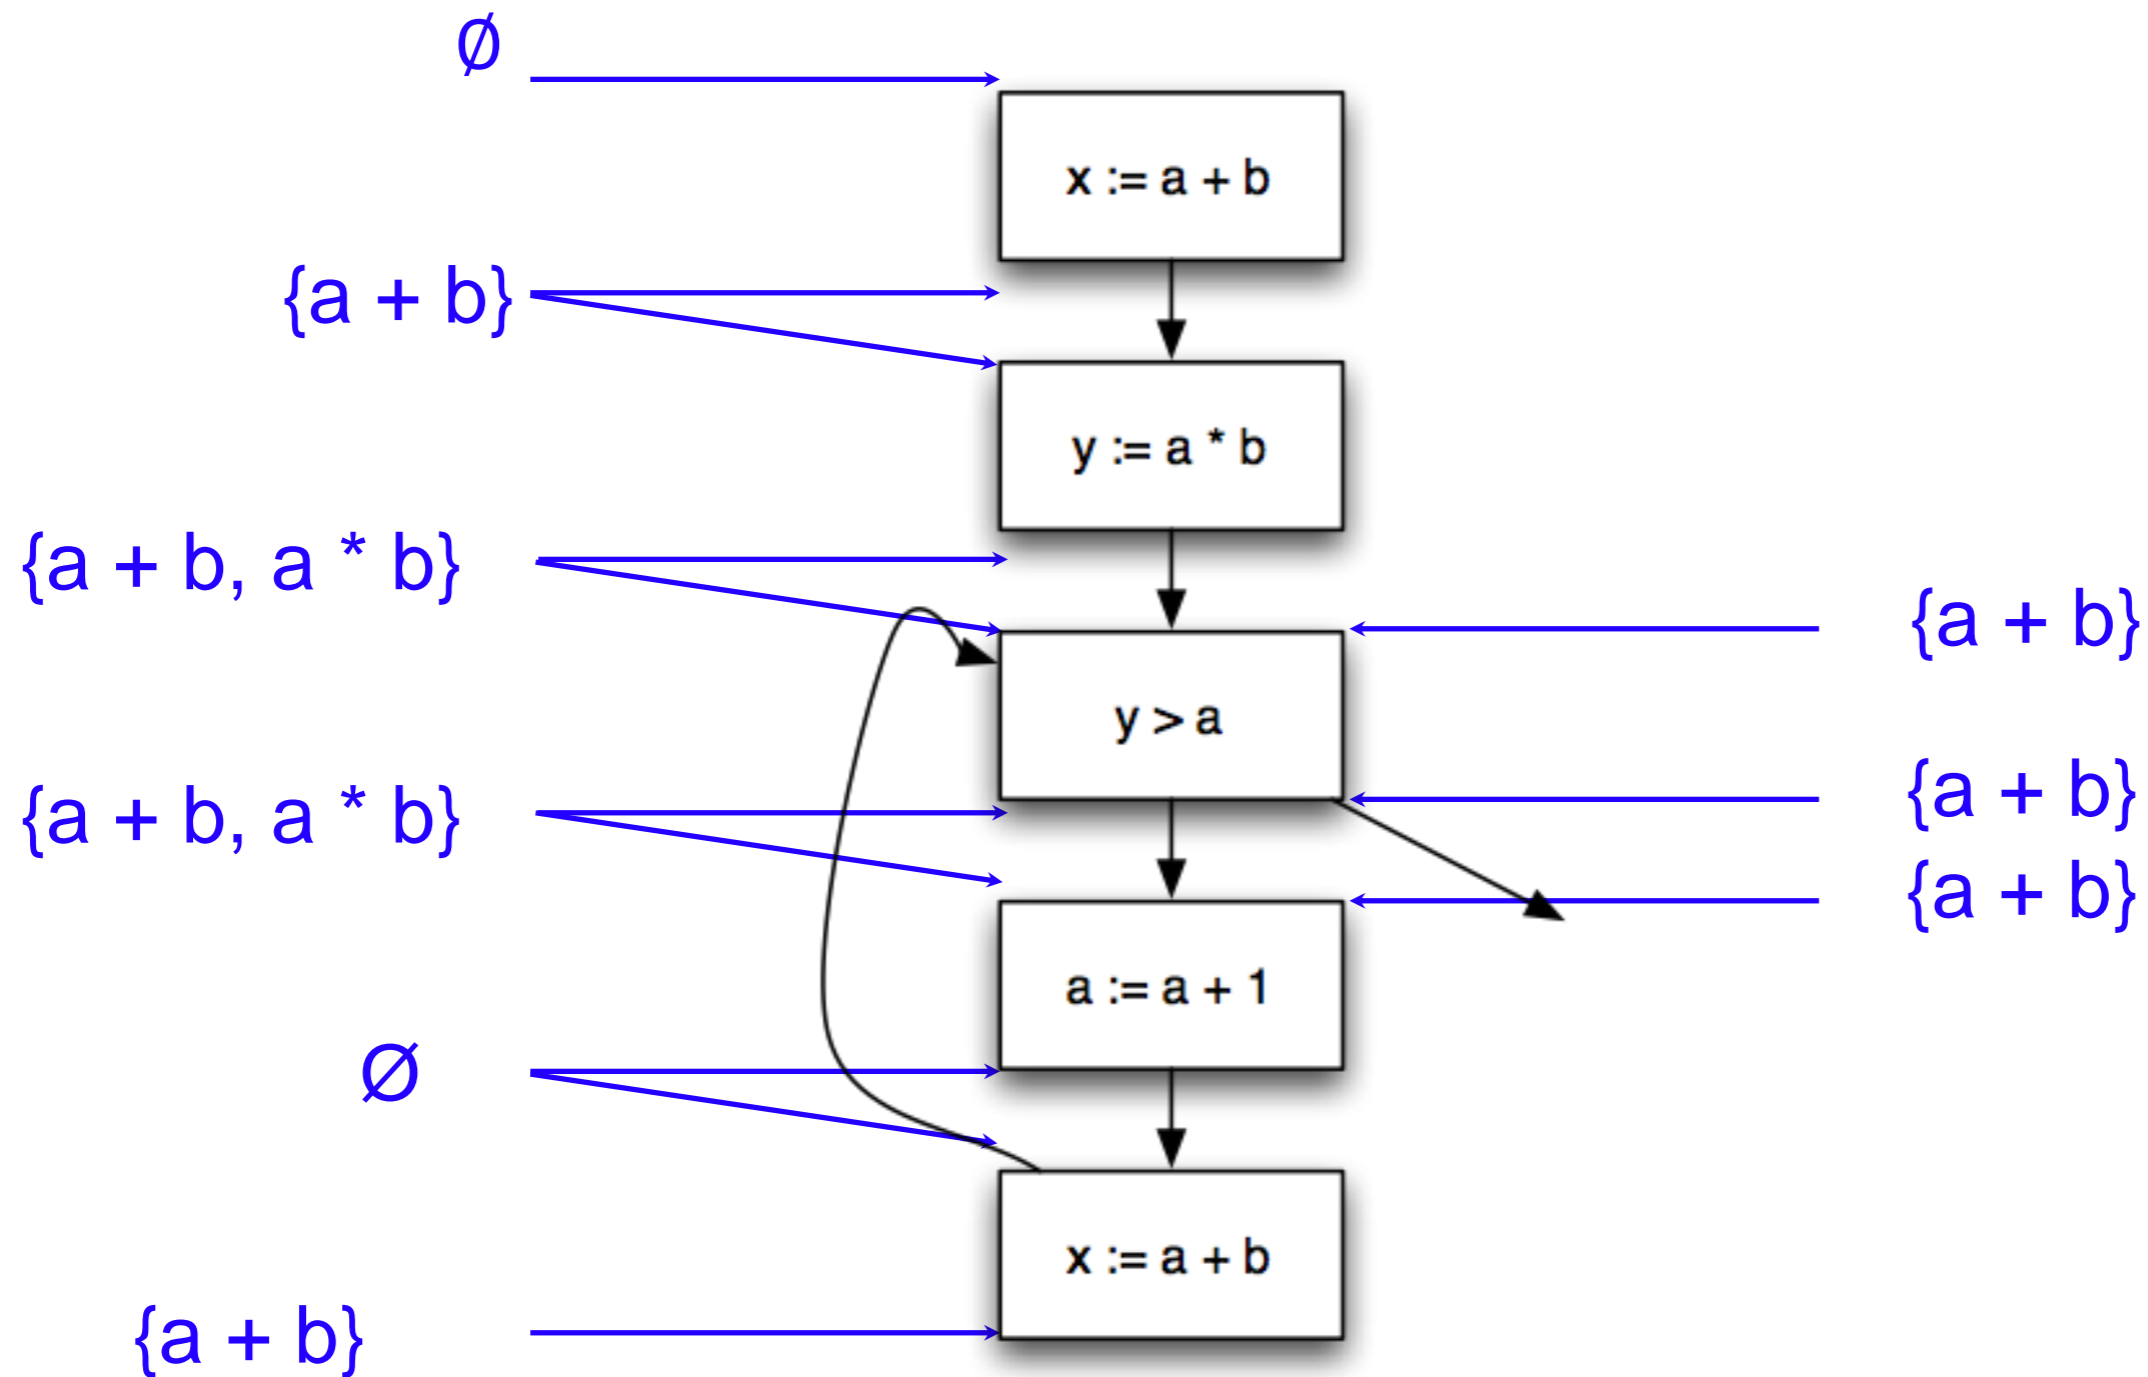 ∅
x := a + b
{a + b}
y := a * b
{a + b, a * b}
{a + b}
y > a
{a + b, a * b}
{a + b}
{a + b}
a := a + 1
Ø
x := a + b
{a + b}